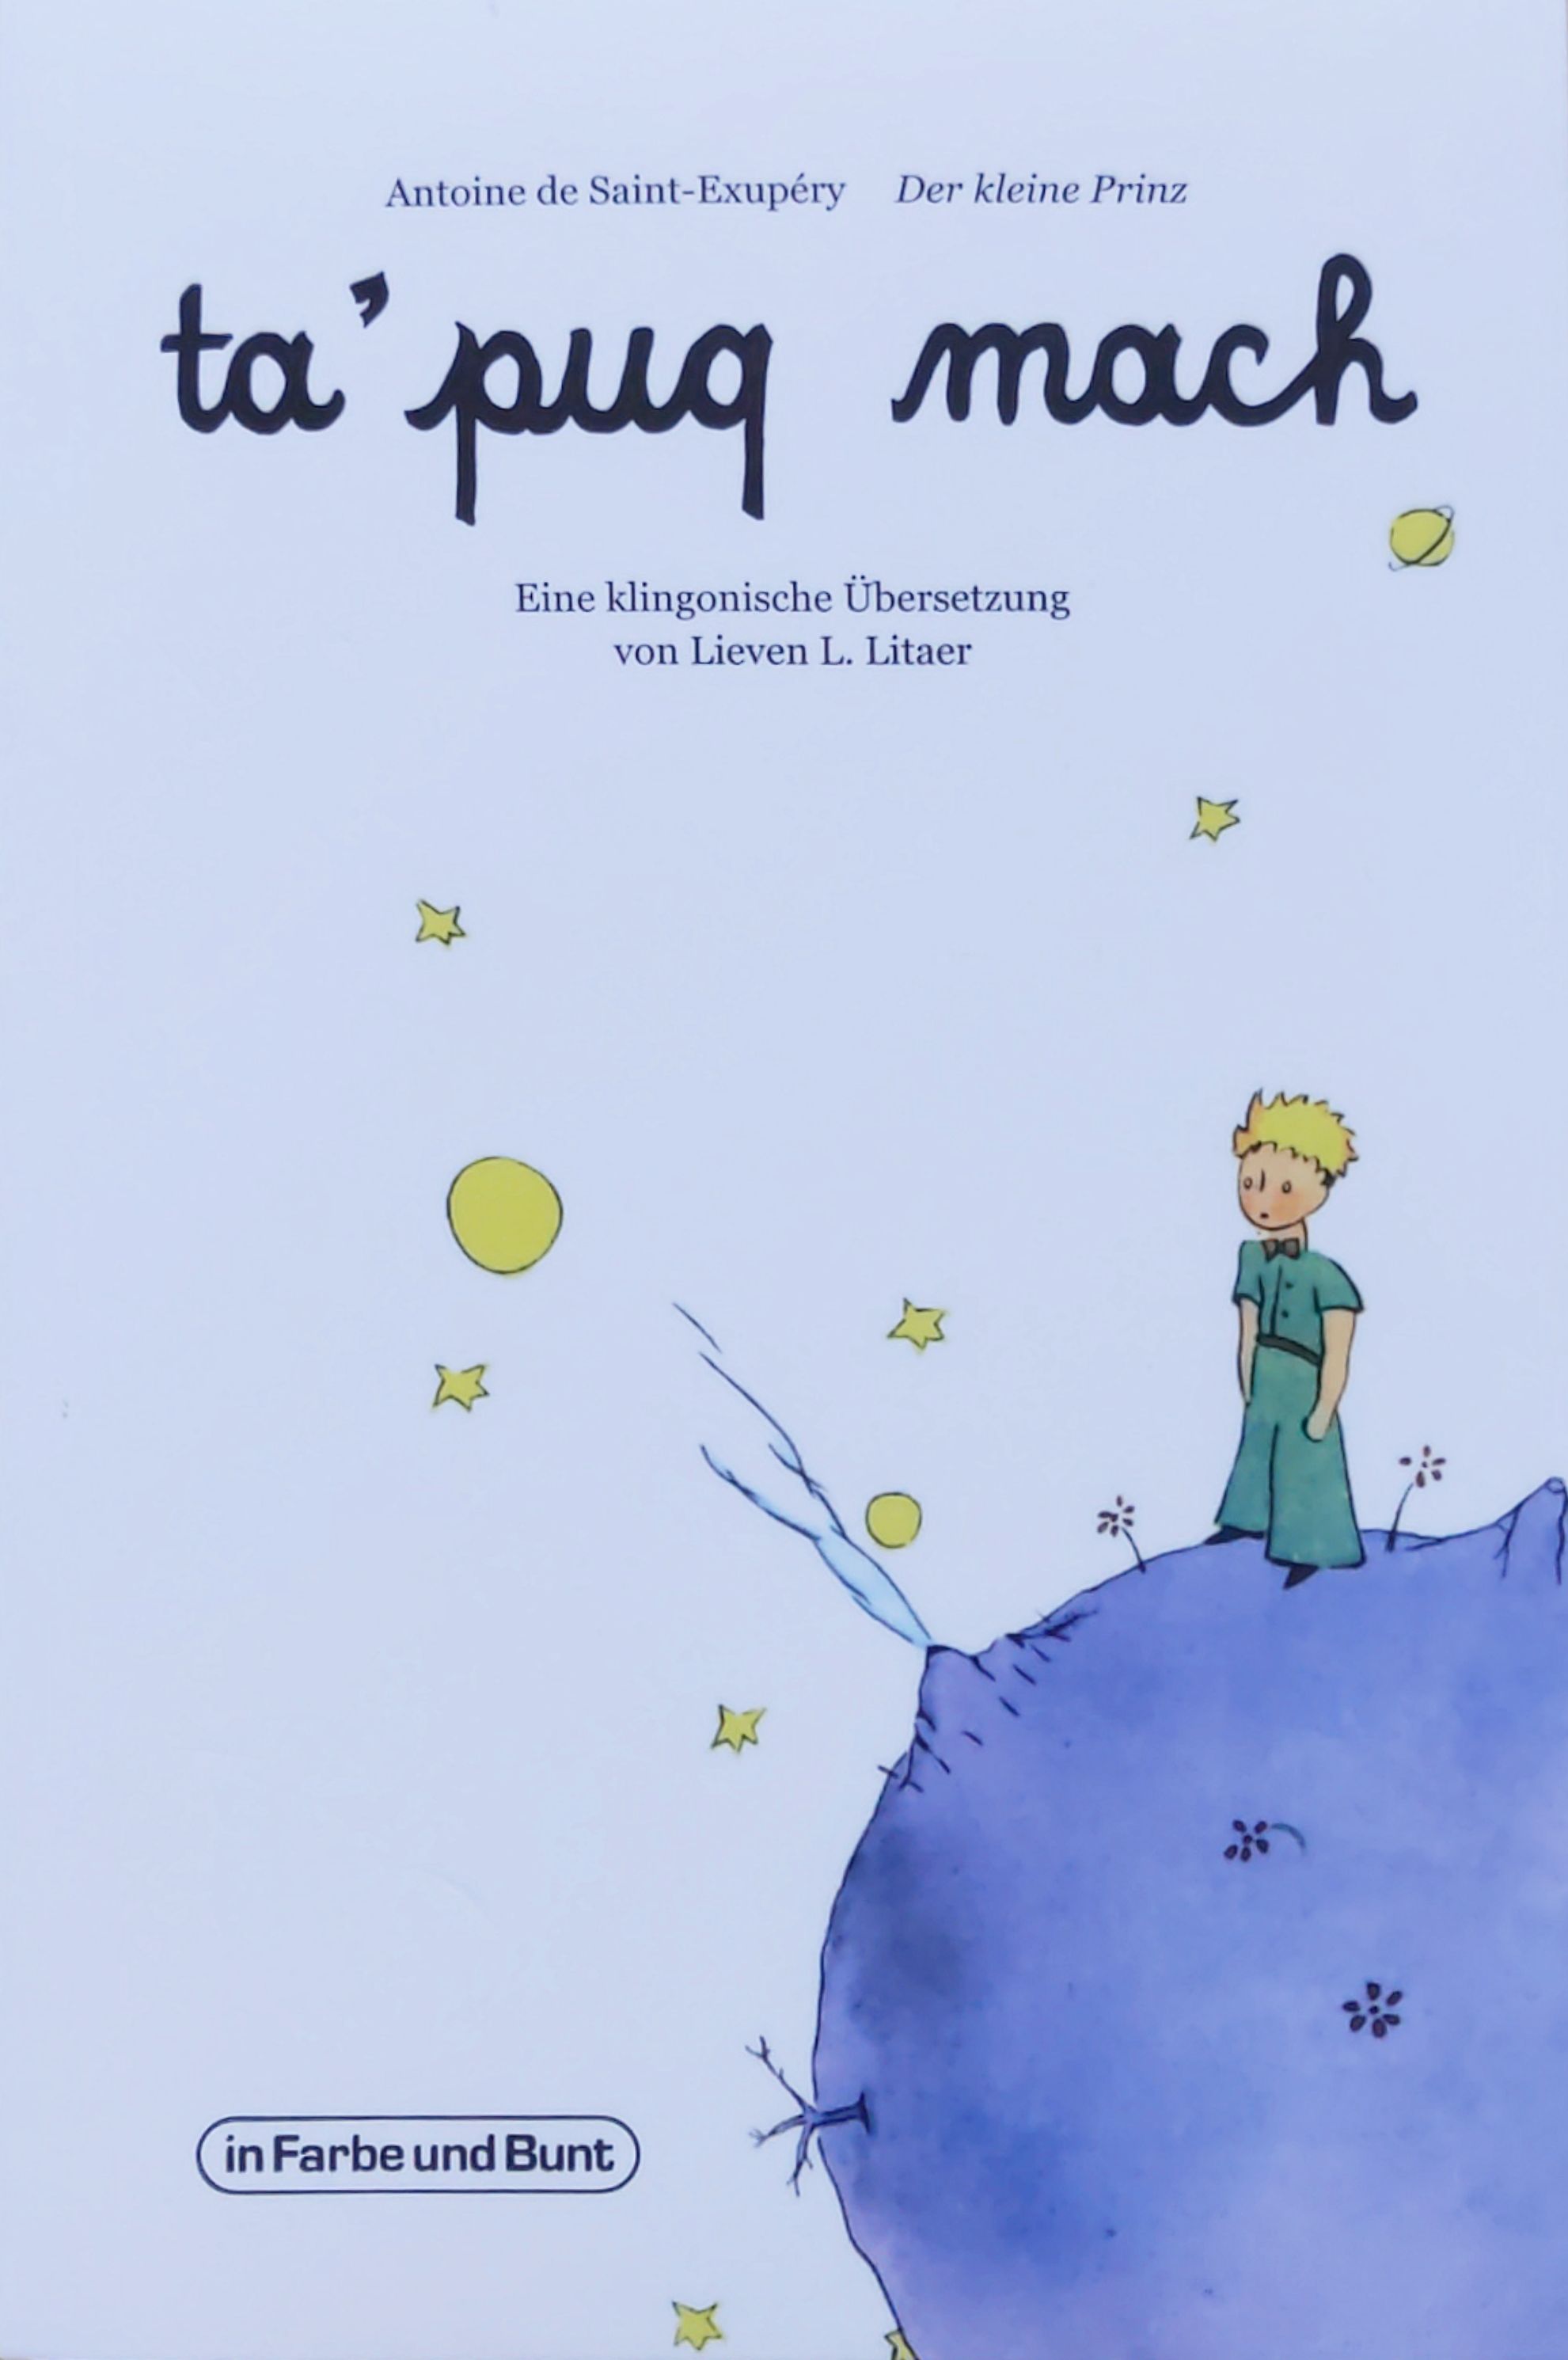 Antoine de Saint-Exupéry Der kleine Prinz
ta' puq mach
Eine klingonische Übersetzung
von Lieven L. Litaer
in Farbe und Bunt